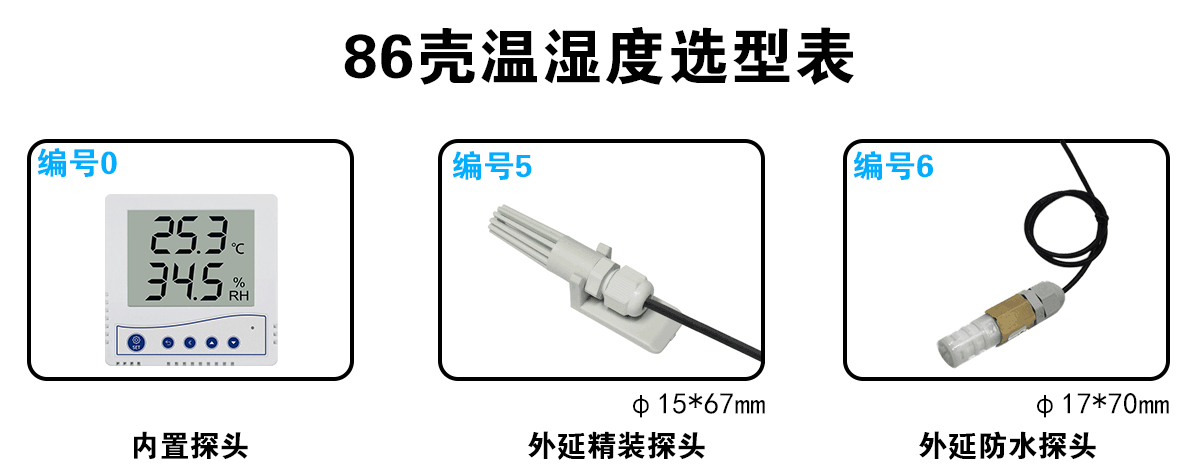 86壳温湿度选型表
编号0
编号5
编号6
25.3℃
34.5%RH
SET
φ15*67mm
φ17*70mm
内置探头
外延精装探头
外延防水探头